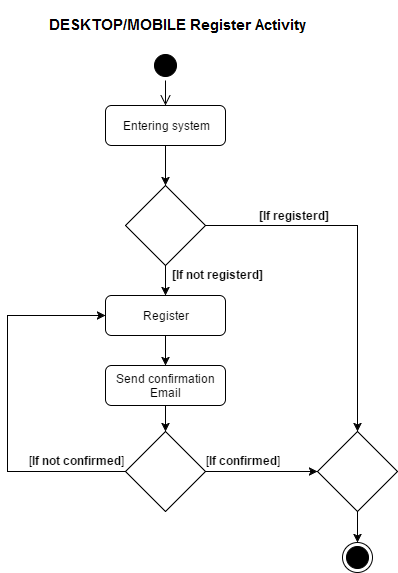 DESKTOP/MOBILE Register Activity
Entering system
[If registerd]
[If not registerd]
Register
Send confirmation
Email
[If not confirmed]
[If confirmed]